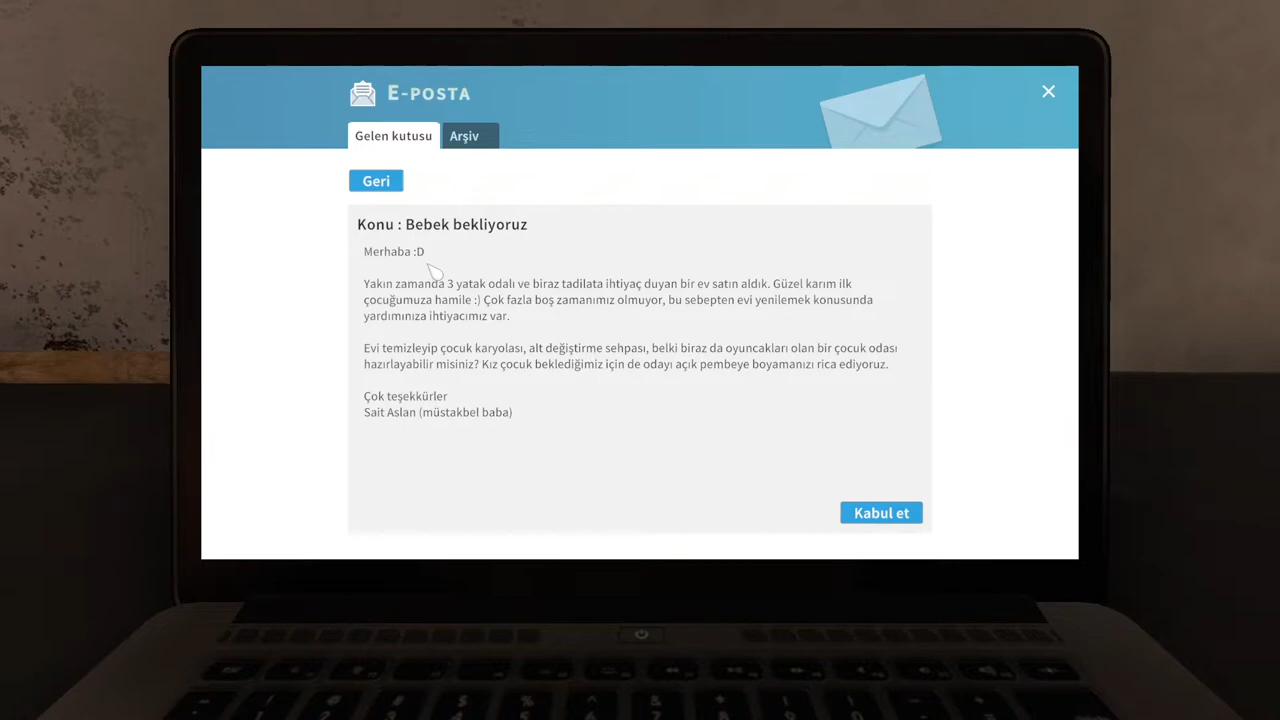 E-POSTA
Gelen kutusu
Arşiv
Geri
Konu : Bebek bekliyoruz
Merhaba :D
Yakın zamanda 3 yatak odalı ve biraz tadilata ihtiyaç duyan bir ev satın aldık. Güzel karım ilk
çocuğumuza hamile :) Çok fazla boş zamanımız olmuyor, bu sebepten evi yenilemek konusunda
yardımınıza ihtiyacımız var.
Evi temizleyip çocuk karyolası, alt değiştirme sehpası, belki biraz da oyuncakları olan bir çocuk odası
hazırlayabilir misiniz? Kız çocuk beklediğimiz için de odayı açık pembeye boyamanızı rica ediyoruz.
Çok teşekkürler
Sait Aslan (müstakbel baba)
Kabul et